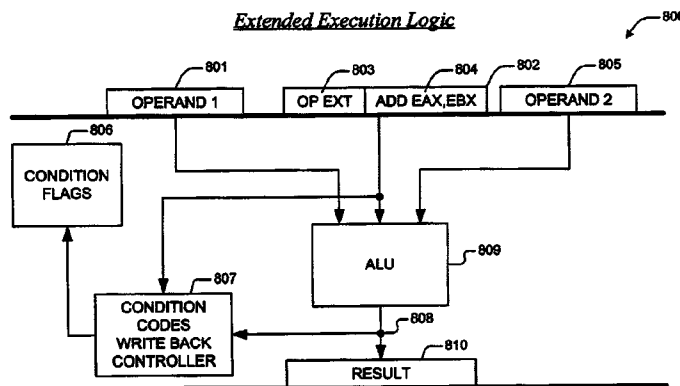 Extended Execution Logic
800
801
803
804
802
805
OPERAND 1
OP EXT
ADD EAX,EBX
OPERAND 2
806
CONDITION
FLAGS
ALU
809
807
CONDITION
CODES
WRITE BACK
CONTROLLER
808
810
RESULT